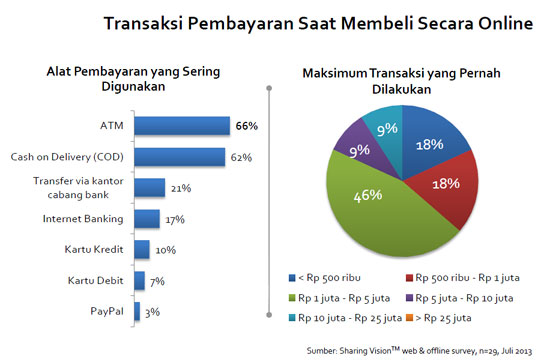 Transaksi Pembayaran Saat Membeli Secara Online
Alat Pembayaran yang Sering
Digunakan
ATM
66%
Cash on Delivery (COD)
62%
Transfer via kantor
cabang bank
21%
Internet Banking
17%
Kartu Kredit
10%
Kartu Debit
7%
PayPal
3%
Maksimum Transaksi yang Pernah
Dilakukan
9%
18%
9%
18%
46%
< Rp 500 ribu
Rp 500 ribu - Rp 1 juta
Rp 1 juta - Rp 5 juta
Rp 5 juta - Rp 10 juta
Rp 10 juta - Rp 25 juta
> Rp 25 juta
Sumber: Sharing Vision™ web & offline survey, n=29, Juli 2013